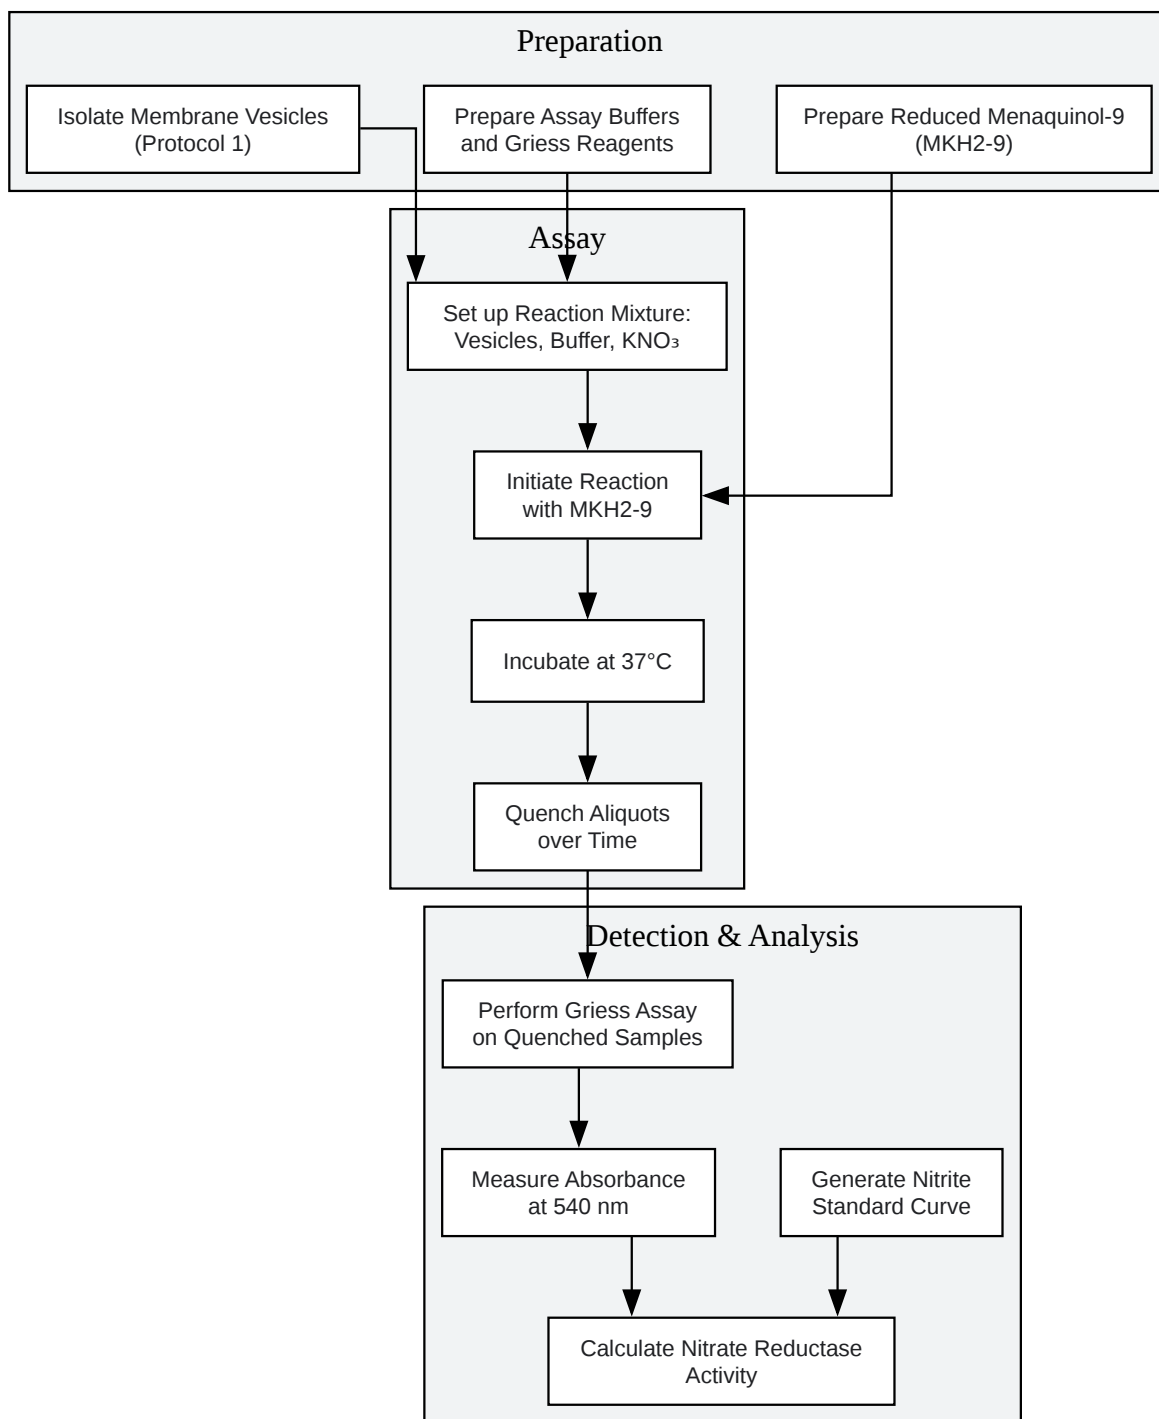 Preparation
Isolate Membrane Vesicles
(Protocol 1)
Prepare Assay Buffers
and Griess Reagents
Prepare Reduced Menaquinol-9
(MKH2-9)
Assay
Set up Reaction Mixture:
Vesicles, Buffer, KNO₃
Initiate Reaction
with MKH2-9
Incubate at 37°C
Quench Aliquots
over Time
Detection & Analysis
Perform Griess Assay
on Quenched Samples
Measure Absorbance
at 540 nm
Generate Nitrite
Standard Curve
Calculate Nitrate Reductase
Activity